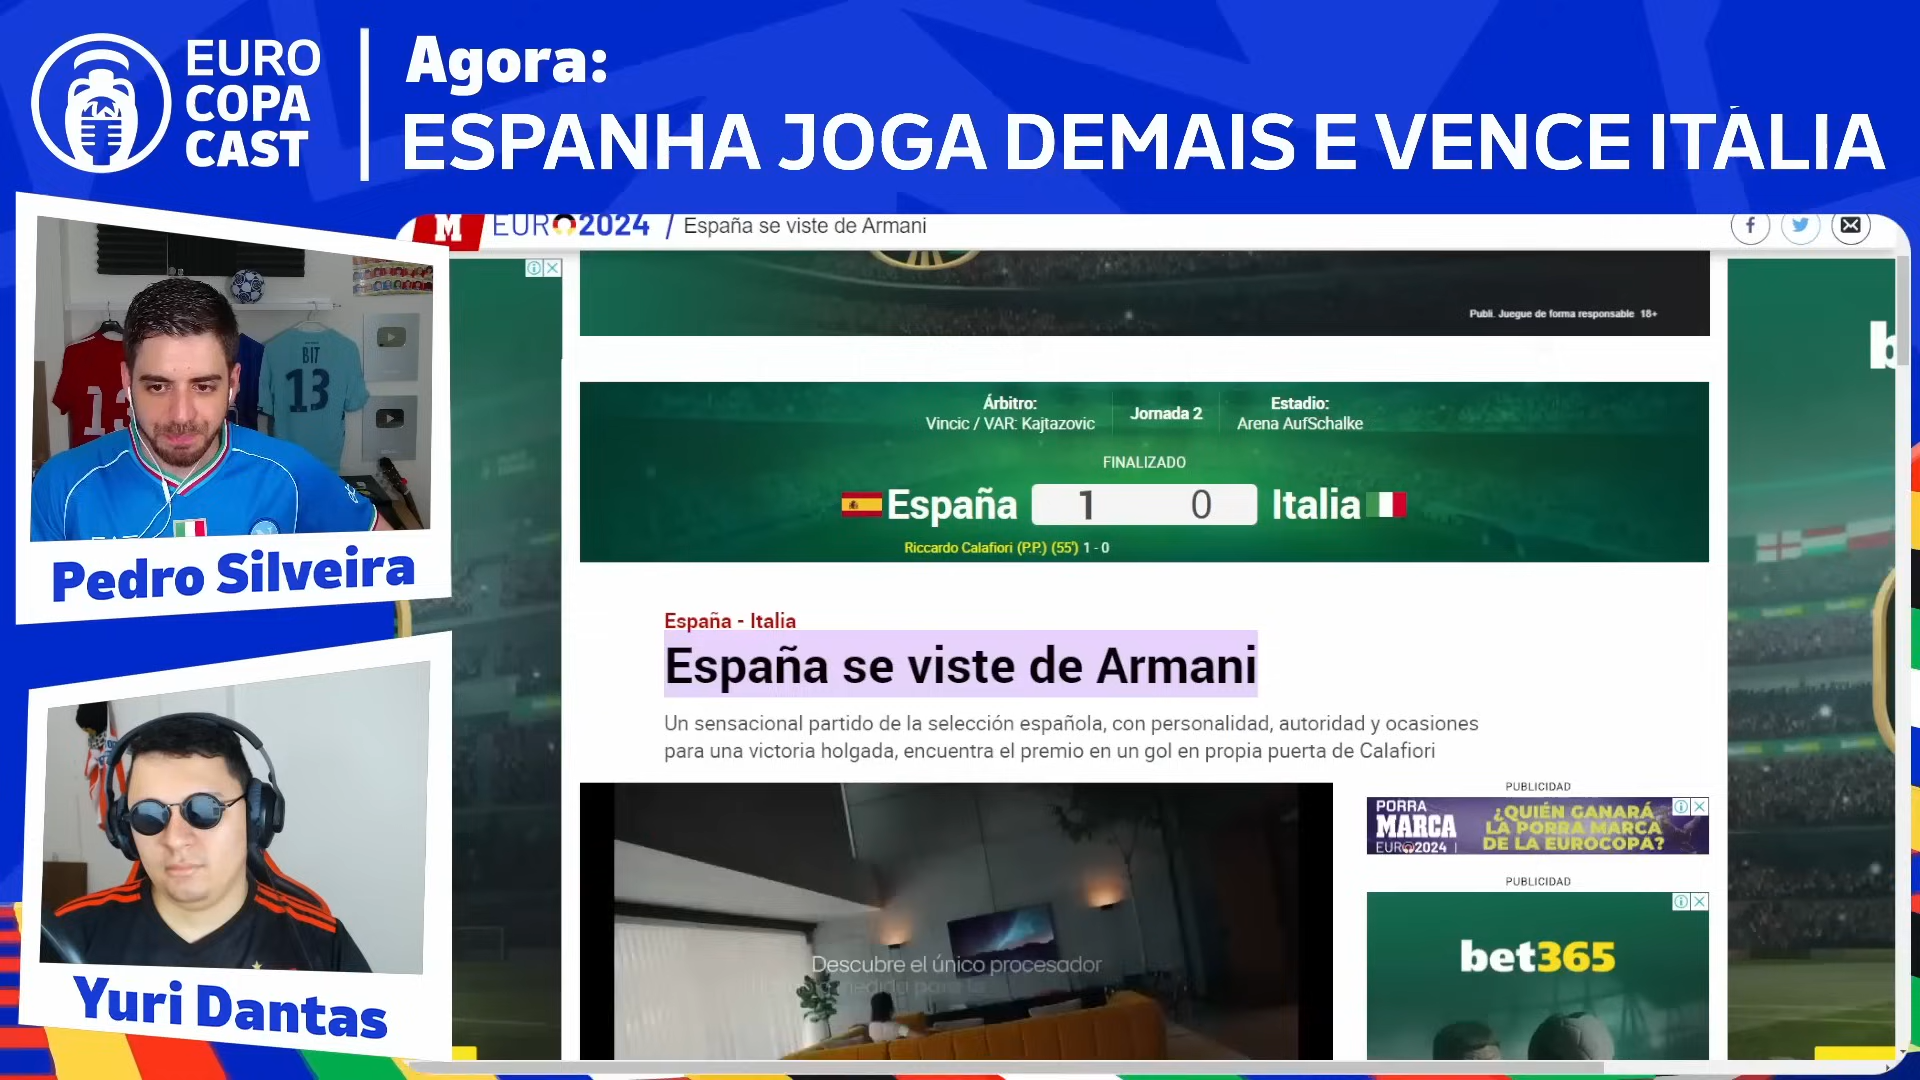 EURO
COPA
CAST
Agora:
ESPANHA JOGA DEMAIS E VENCE ITÁLIA
M EURO2024 / España se viste de Armani
Publi. Juegue de forma responsable 18+
Árbitro:
Vincic / VAR: Kajtazovic
Jornada 2
Estadio:
Arena AufSchalke
FINALIZADO
España 1 0 Italia
Riccardo Calafiori (P.P.) (55') 1 - 0
España - Italia
España se viste de Armani
Un sensacional partido de la selección española, con personalidad, autoridad y ocasiones
para una victoria holgada, encuentra el premio en un gol en propia puerta de Calafiori
Descubre el único procesador
PUBLICIDAD
PORRA
MARCA
EURO2024
¿QUIÉN GANARÁ
LA PORRA MARCA
DE LA EUROCOPA?
PUBLICIDAD
bet365
b
13
BIT
13
Pedro Silveira
Yuri Dantas